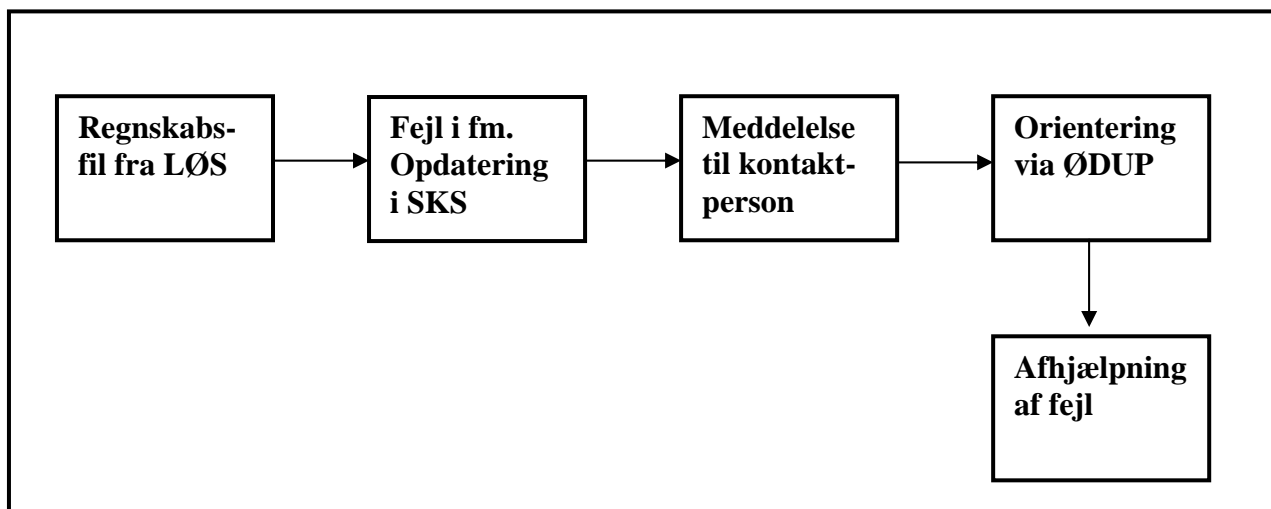 Regnskabs-
fil fra LØS
Fejl i fm.
Opdatering
i SKS
Meddelelse
til kontakt-
person
Orientering
via ØDUP
Afhjælpning
af fejl